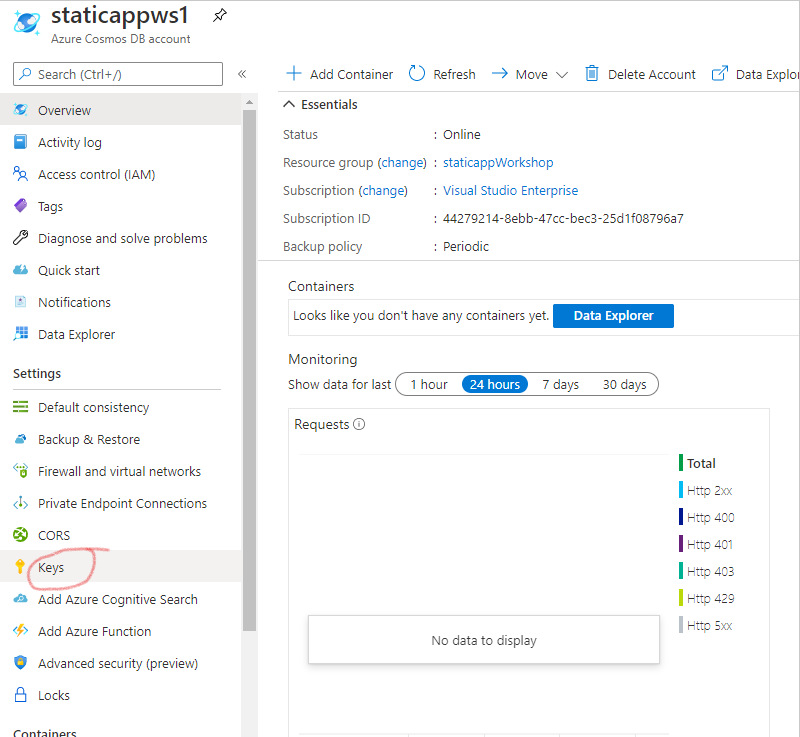 staticappws1
Azure Cosmos DB account
Search (Ctrl+/)
«
Overview
Activity log
Access control (IAM)
Tags
Diagnose and solve problems
Quick start
Notifications
Data Explorer
Settings
Default consistency
Backup & Restore
Firewall and virtual networks
Private Endpoint Connections
CORS
Keys
Add Azure Cognitive Search
Add Azure Function
Advanced security (preview)
Locks
Containers
Add Container Refresh Move Delete Account Data Explor
Essentials
Status : Online
Resource group (change) : staticappWorkshop
Subscription (change) : Visual Studio Enterprise
Subscription ID : 44279214-8ebb-47cc-bec3-25d1f08796a7
Backup policy : Periodic
Containers
Looks like you don't have any containers yet. Data Explorer
Monitoring
Show data for last 1 hour 24 hours 7 days 30 days
Requests
Total
Http 2xx
Http 400
Http 401
Http 403
Http 429
Http 5xx
No data to display